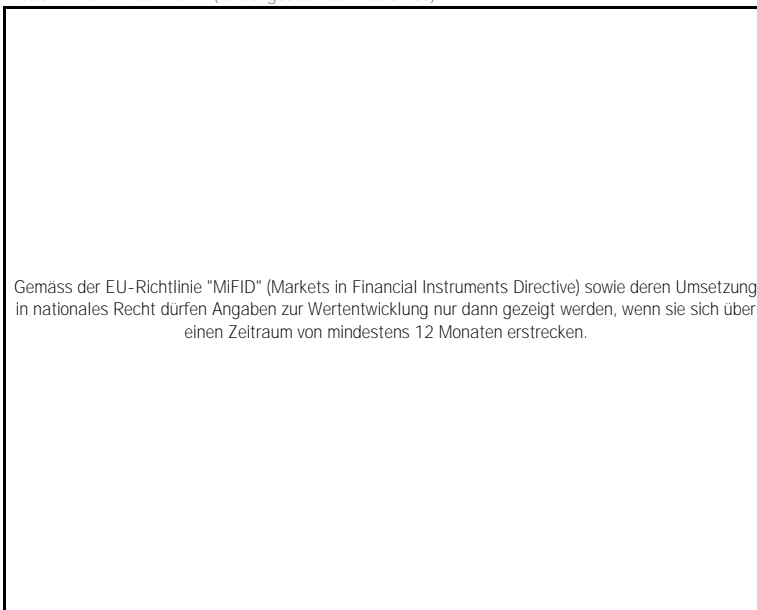 Gemäss der EU-Richtlinie "MiFID" (Markets in Financial Instruments Directive) sowie deren Umsetzung
in nationales Recht dürfen Angaben zur Wertentwicklung nur dann gezeigt werden, wenn sie sich über
einen Zeitraum von mindestens 12 Monaten erstrecken.